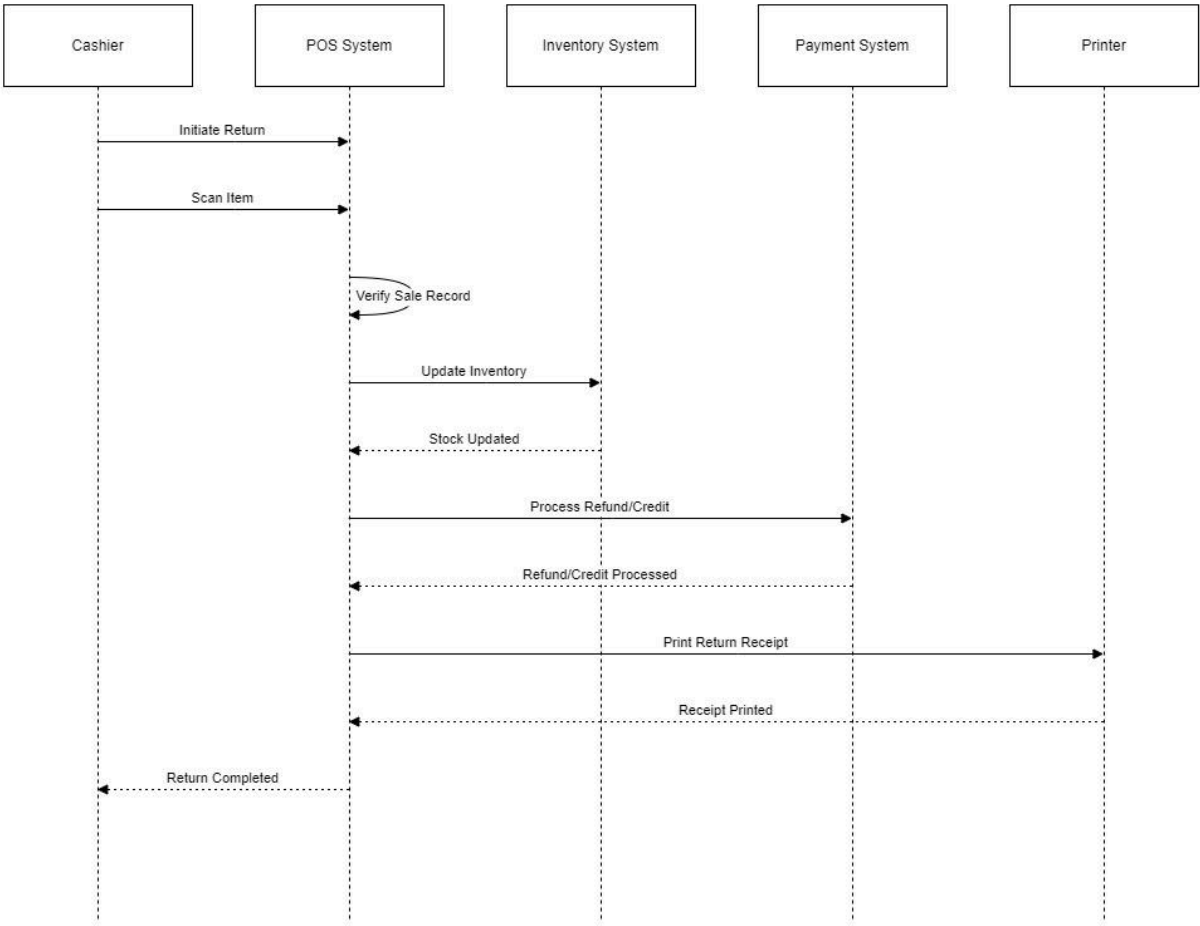 Cashier
POS System
Inventory System
Payment System
Printer
Initiate Return
Scan Item
Verify Sale Record
Update Inventory
Stock Updated
Process Refund/Credit
Refund/Credit Processed
Print Return Receipt
Receipt Printed
Return Completed